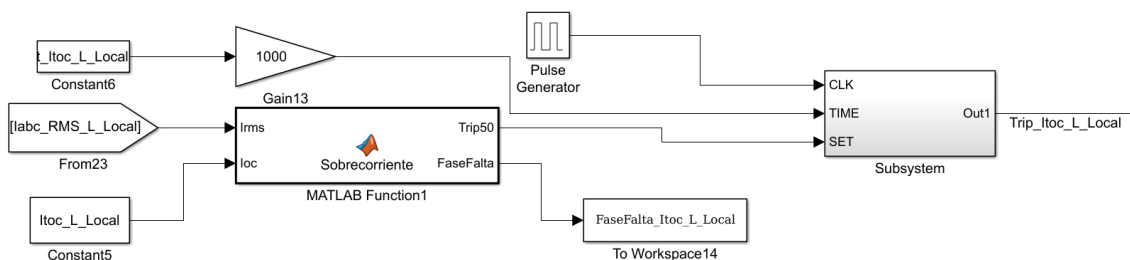 t_Itoc_L_Local
Constant6
1000
Gain13
Pulse
Generator
CLK
TIME
SET
Out1
Subsystem
Trip_Itoc_L_Local
[Iabc_RMS_L_Local]
From23
Irms
Ioc
Sobrecorriente
Trip50
FaseFalta
MATLAB Function1
Itoc_L_Local
Constant5
FaseFalta_Itoc_L_Local
To Workspace14